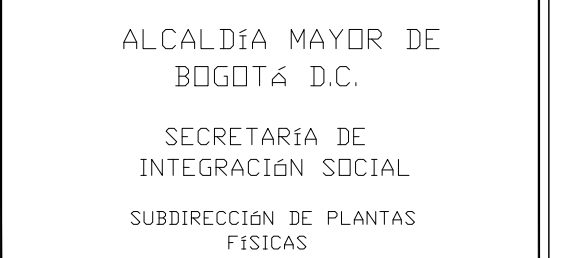 ALCALDíA MAYOR DE
BOGOTá D.C.
SECRETARíA DE
INTEGRACIóN SOCIAL
SUBDIRECCIóN DE PLANTAS
FíSICAS